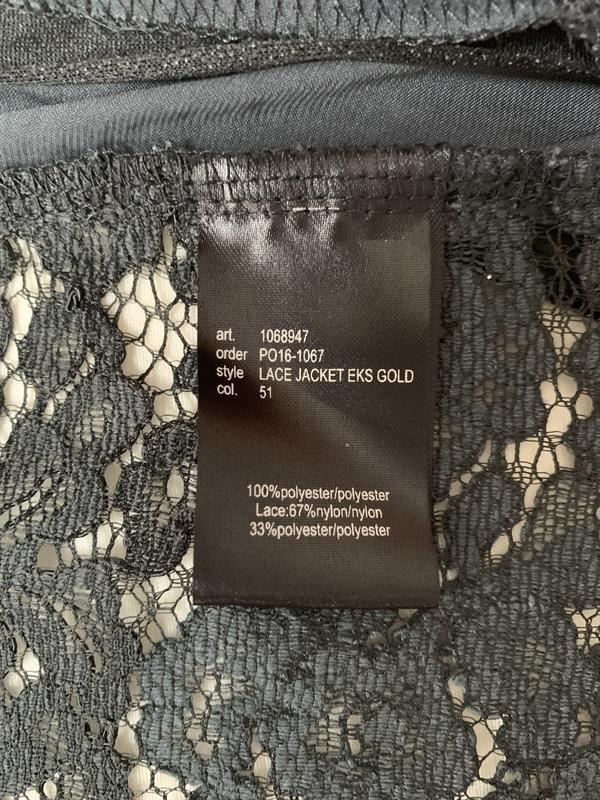 art. 1068947
order PO16-1067
style LACE JACKET EKS GOLD
col. 51
100%polyester/polyester
Lace:67%nylon/nylon
33%polyester/polyester